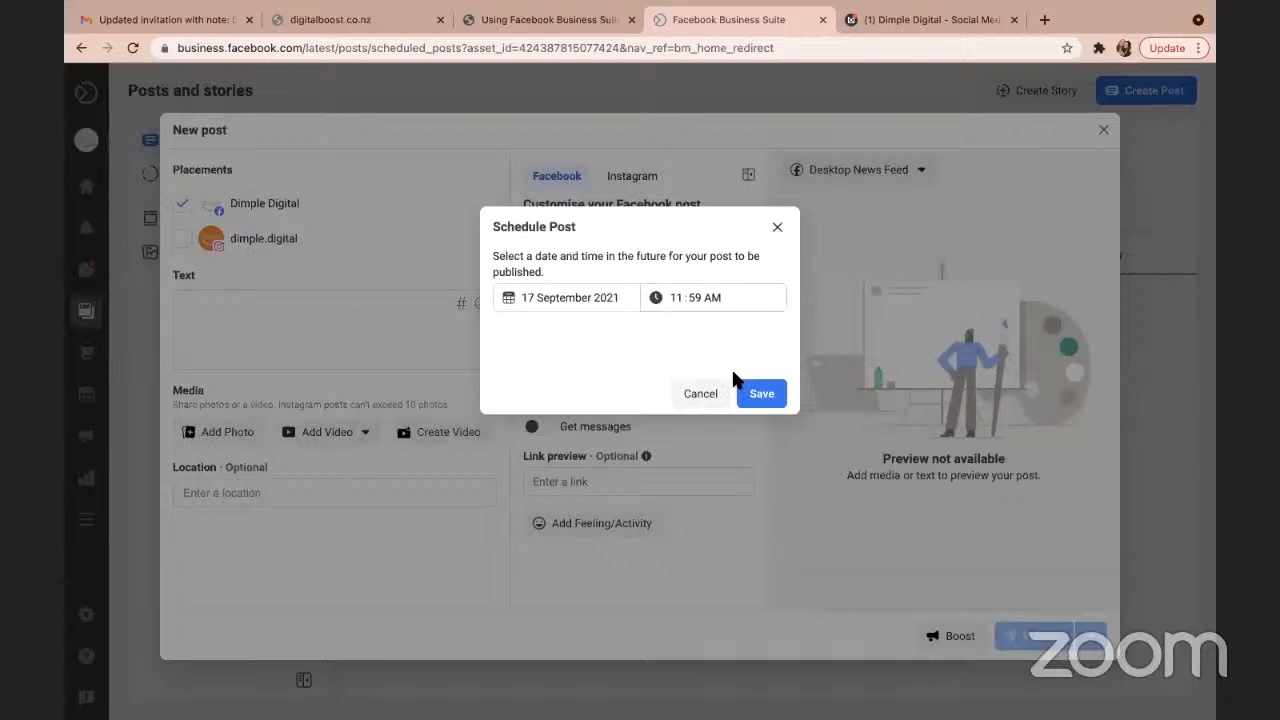 Updated invitation with note: D
digitalboost.co.nz
Using Facebook Business Suite
Facebook Business Suite
(1) Dimple Digital - Social Med
business.facebook.com/latest/posts/scheduled_posts?asset_id=424387815077424&nav_ref=bm_home_redirect
Update
Posts and stories
Create Story
Create Post
New post
Placements
Dimple Digital
dimple.digital
Text
#
Media
Share photos or a video. Instagram posts can't exceed 10 photos
Add Photo
Add Video
Create Video
Location · Optional
Enter a location
Facebook
Instagram
Customise your Facebook post
Schedule Post
Select a date and time in the future for your post to be
published.
17 September 2021
11:59 AM
Cancel
Save
Get messages
Link preview · Optional
Enter a link
Add Feeling/Activity
Desktop News Feed
Preview not available
Add media or text to preview your post.
Boost
zoom